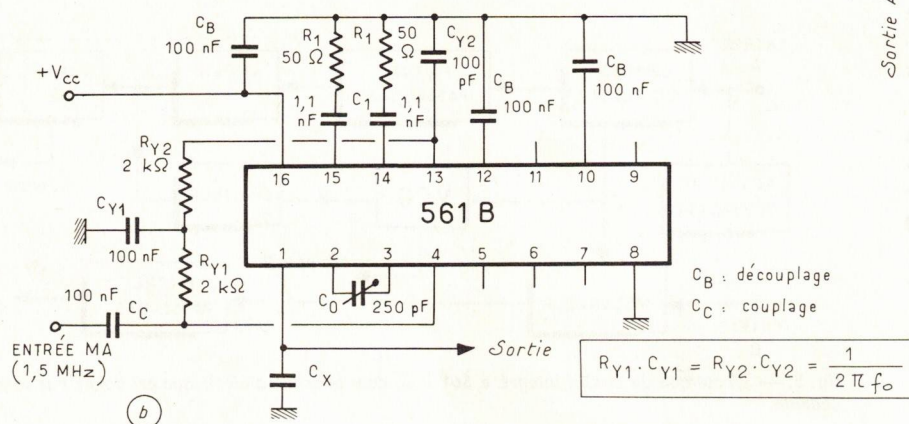 C_B
100 nF
R_1
50 Ω
R_1
50 Ω
C_Y2
100 pF
C_B
100 nF
C_B
100 nF
Sortie
+Vcc
1,1 nF
C_1
1,1 nF
R_Y2
2 kΩ
16 15 14 13 12 11 10 9
561 B
C_Y1
100 nF
R_Y1
2 kΩ
1 2 3 4 5 6 7 8
C_0 250 pF
C_B : découplage
C_C : couplage
100 nF
C_C
ENTRÉE MA
(1,5 MHz)
Sortie
C_X
b
R_Y1 · C_Y1 = R_Y2 · C_Y2 = 1 / 2 π f_o